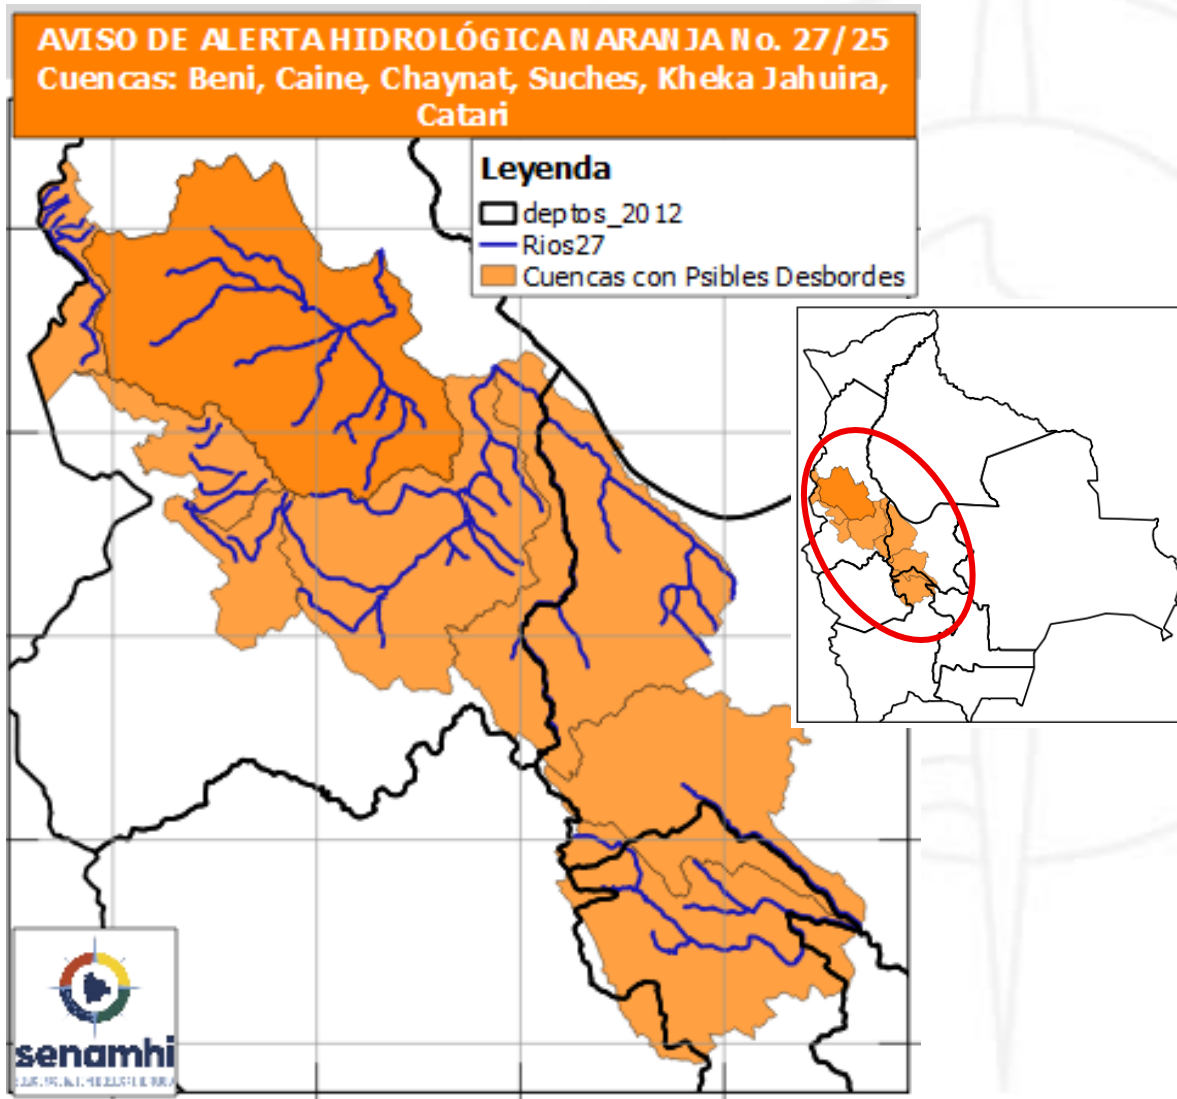 AVISO DE ALERTA HIDROLÓGICA NARANJA No. 27/25
Cuencas: Beni, Caine, Chaynat, Suches, Kheka Jahuira,
Catari
Leyenda
deptos_2012
Rios27
Cuencas con Psibles Desbordes
senamhi